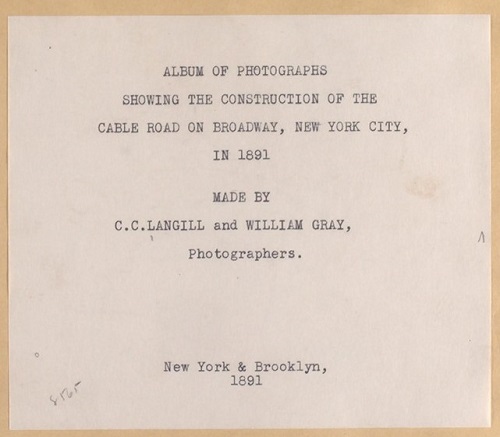 ALBUM OF PHOTOGRAPHS
SHOWING THE CONSTRUCTION OF THE
CABLE ROAD ON BROADWAY, NEW YORK CITY,
IN 1891
MADE BY
C.C.LANGILL and WILLIAM GRAY,
Photographers.
New York & Brooklyn,
1891